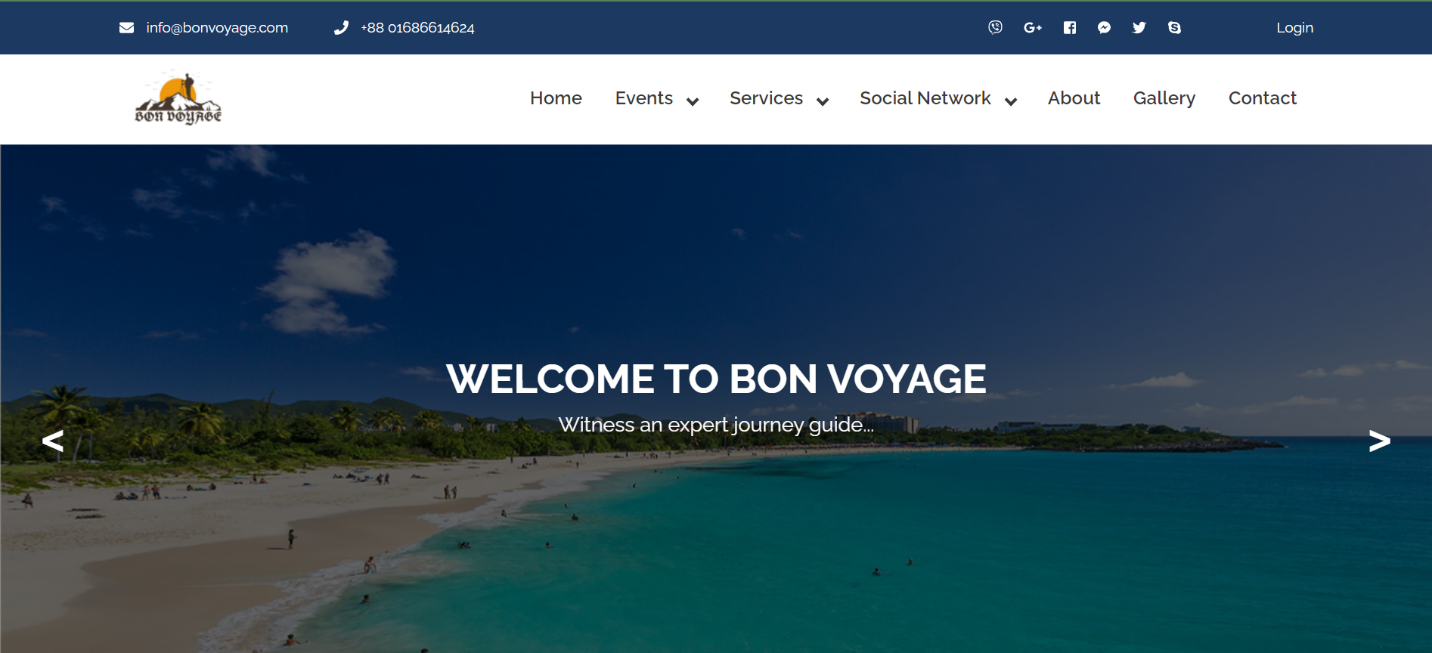 info@bonvoyage.com +88 01686614624 Login
BON VOYAGE
Home Events Services Social Network About Gallery Contact
WELCOME TO BON VOYAGE
Witness an expert journey guide...
< >